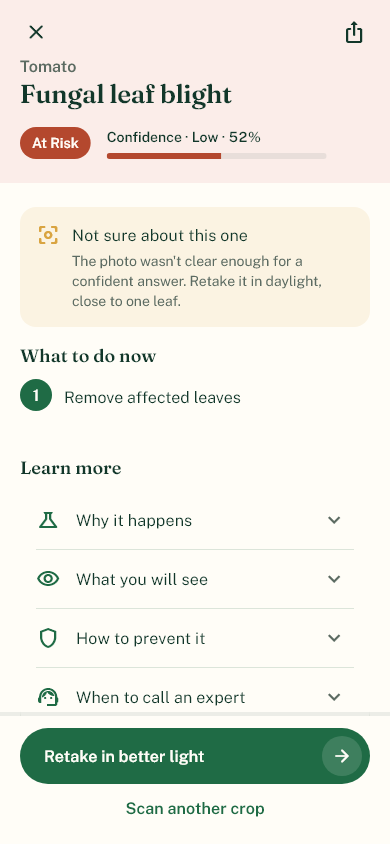 Tomato
Fungal leaf blight
At Risk
Confidence · Low · 52%
Not sure about this one
The photo wasn't clear enough for a
confident answer. Retake it in daylight,
close to one leaf.
What to do now
1 Remove affected leaves
Learn more
Why it happens
What you will see
How to prevent it
When to call an expert
Retake in better light
Scan another crop